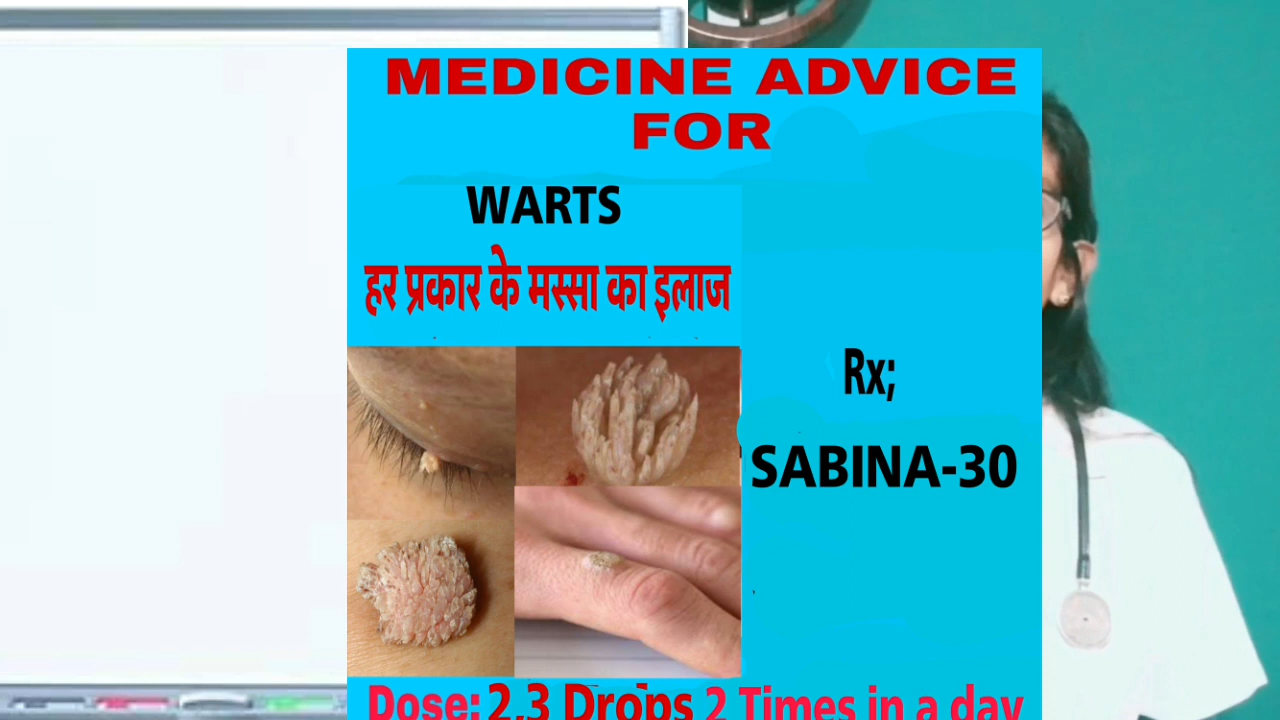 MEDICINE ADVICE
FOR
WARTS
हर प्रकार के मस्सा का इलाज
Rx;
SABINA-30
Dose: 2,3 Drops 2 Times in a day